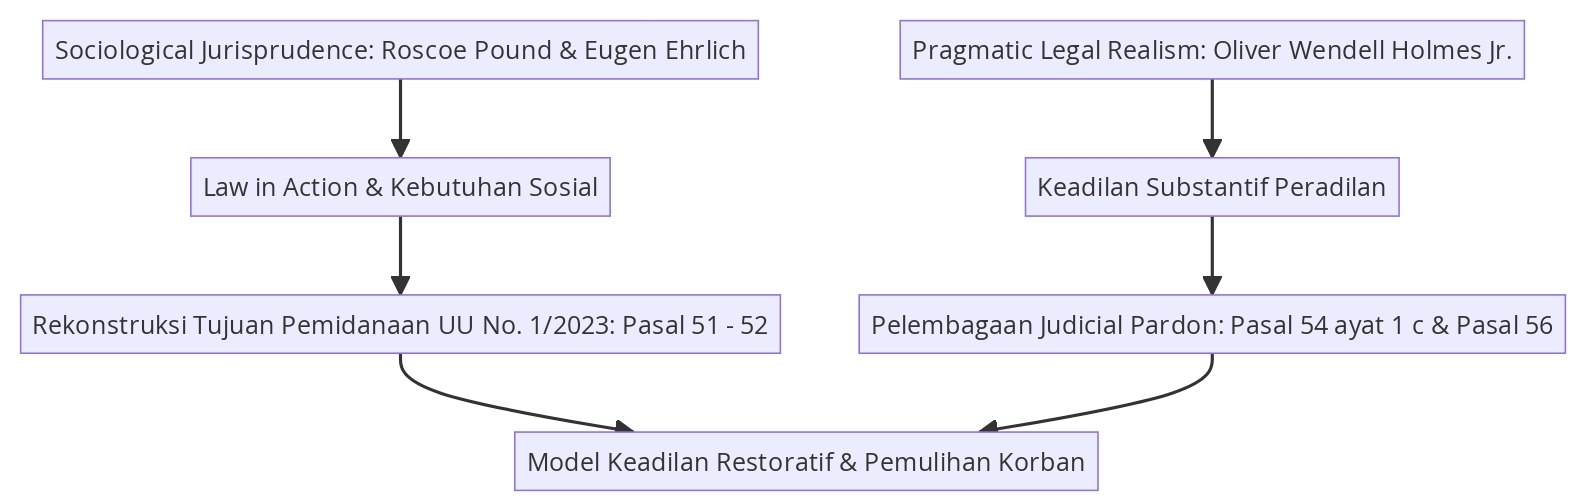 Sociological Jurisprudence: Roscoe Pound & Eugen Ehrlich
Pragmatic Legal Realism: Oliver Wendell Holmes Jr.
Law in Action & Kebutuhan Sosial
Keadilan Substantif Peradilan
Rekonstruksi Tujuan Pemidanaan UU No. 1/2023: Pasal 51 - 52
Pelembagaan Judicial Pardon: Pasal 54 ayat 1 c & Pasal 56
Model Keadilan Restoratif & Pemulihan Korban